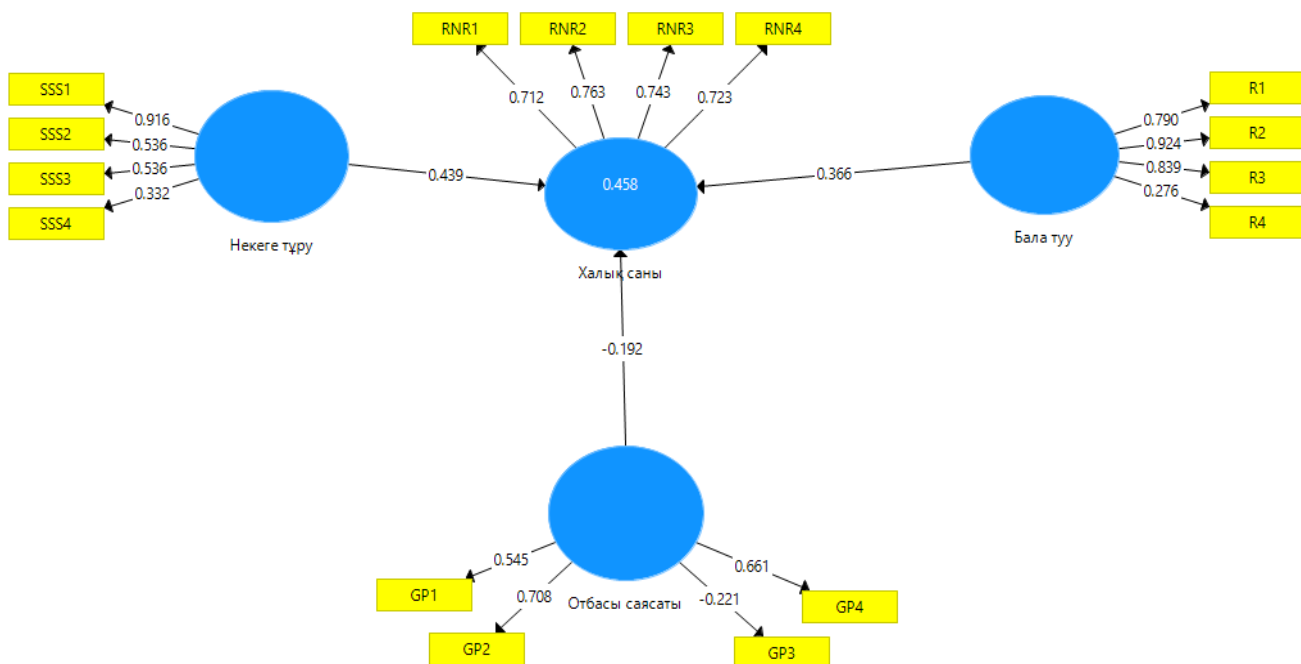 RNR1
RNR2
RNR3
RNR4
SSS1
SSS2
SSS3
SSS4
0.712
0.763
0.743
0.723
0.916
0.536
0.536
0.332
Некеге тұру
0.439
0.458
Халық саны
0.366
0.790
0.924
0.839
0.276
R1
R2
R3
R4
Бала туу
-0.192
0.545
0.708
-0.221
0.661
Отбасы саясаты
GP1
GP2
GP3
GP4